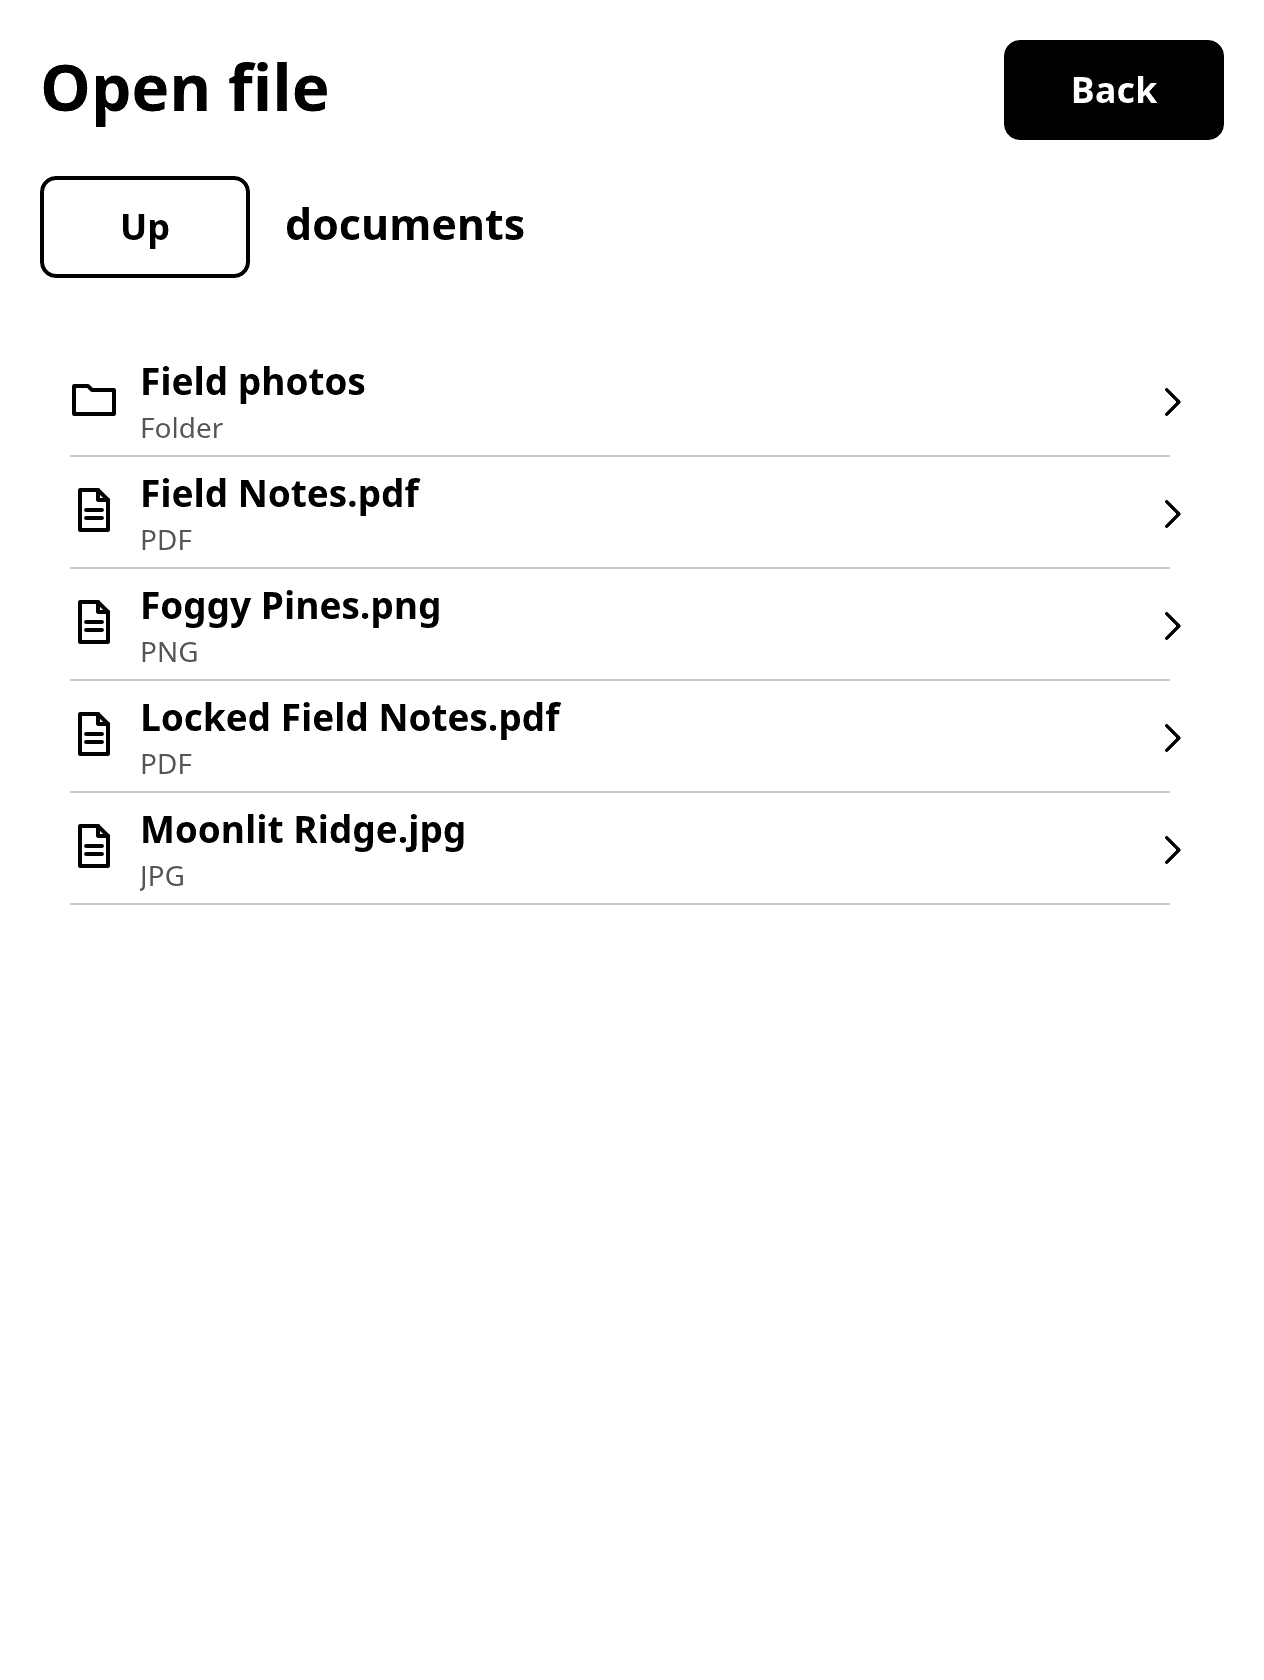 Open file
Back
Up
documents
Field photos
Folder
Field Notes.pdf
PDF
Foggy Pines.png
PNG
Locked Field Notes.pdf
PDF
Moonlit Ridge.jpg
JPG